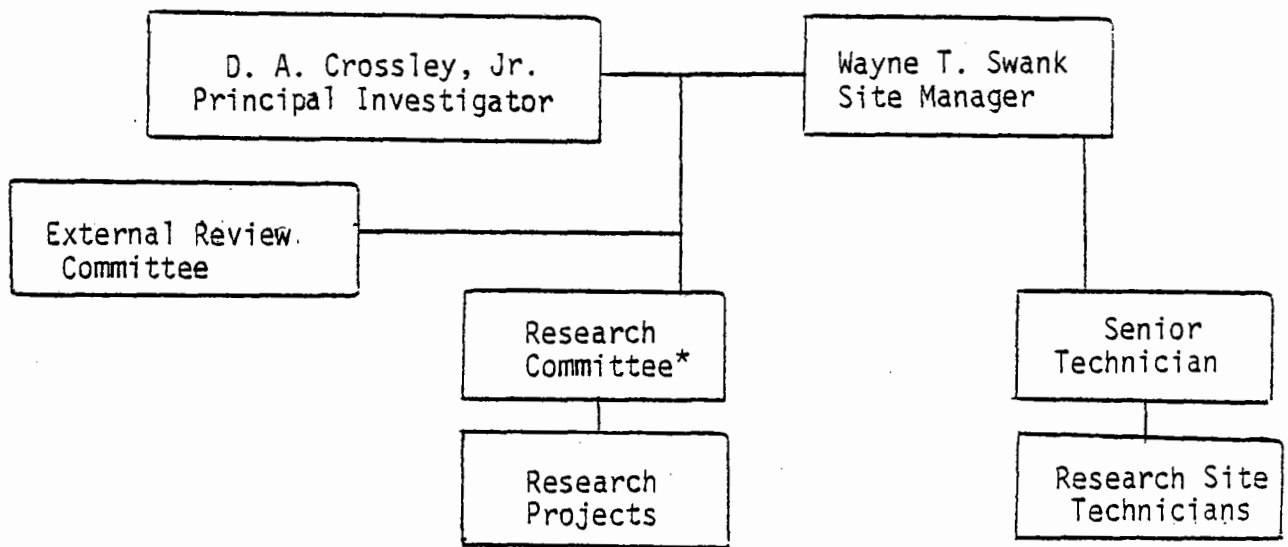 D. A. Crossley, Jr.
Principal Investigator
Wayne T. Swank
Site Manager
External Review
Committee
Research
Committee*
Senior
Technician
Research
Projects
Research Site
Technicians